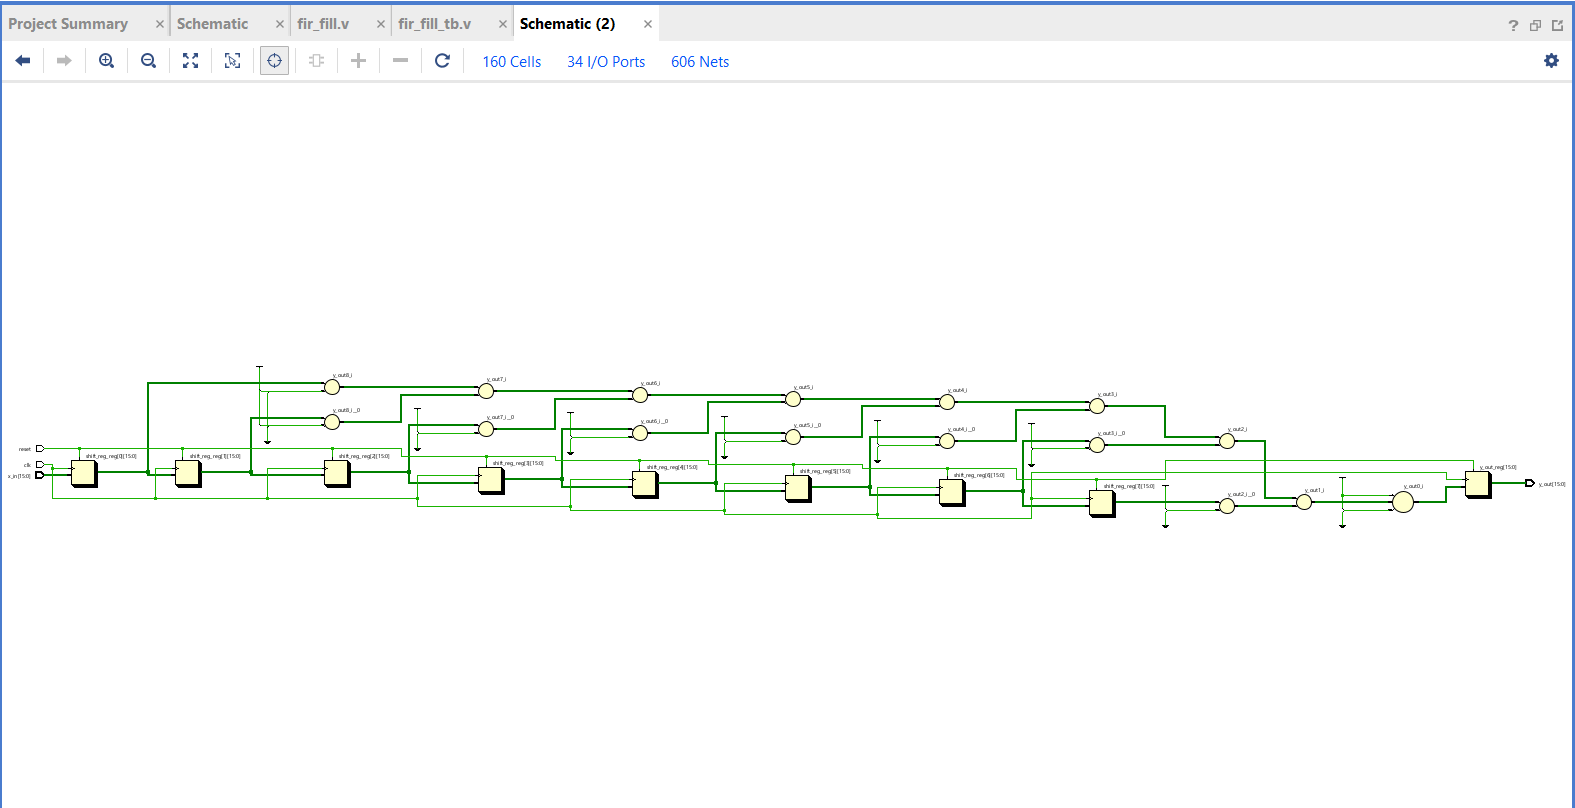 Project Summary
Schematic
fir_fill.v
fir_fill_tb.v
Schematic (2)
160 Cells
34 I/O Ports
606 Nets
y_out8_i
y_out7_i
y_out6_i
y_out5_i
y_out4_i
y_out3_i
y_out8_i__0
y_out7_i__0
y_out6_i__0
y_out5_i__0
y_out4_i__0
y_out3_i__0
y_out2_i
reset
clk
x_in[15:0]
shift_reg_reg[0][15:0]
shift_reg_reg[1][15:0]
shift_reg_reg[2][15:0]
shift_reg_reg[3][15:0]
shift_reg_reg[4][15:0]
shift_reg_reg[5][15:0]
shift_reg_reg[6][15:0]
shift_reg_reg[7][15:0]
y_out2_i__0
y_out1_i
y_out0_i
y_out_reg[15:0]
y_out[15:0]